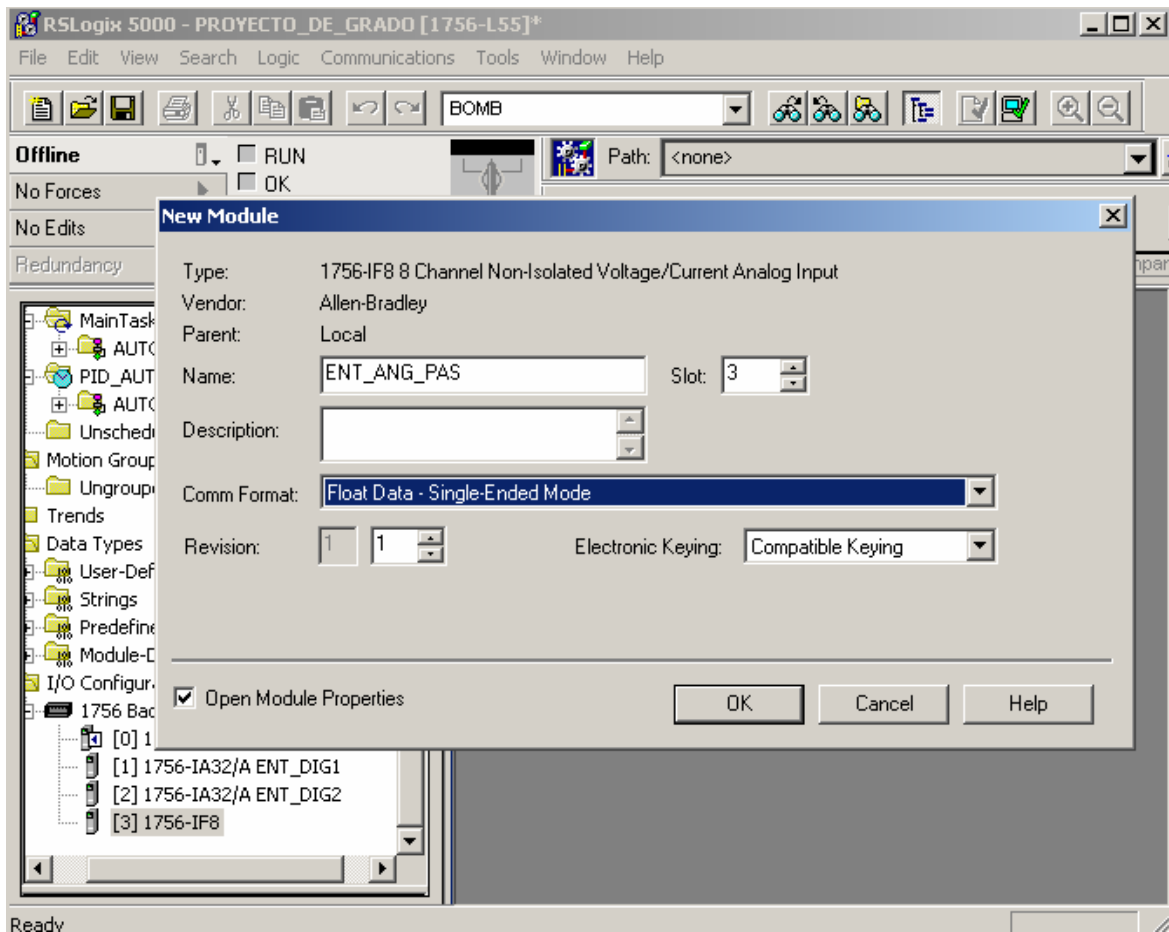 RSLogix 5000 - PROYECTO_DE_GRADO [1756-L55]*
File Edit View Search Logic Communications Tools Window Help
BOMB
Offline RUN Path: <none>
No Forces OK
No Edits
Redundancy
New Module
Type: 1756-IF8 8 Channel Non-Isolated Voltage/Current Analog Input
Vendor: Allen-Bradley
Parent: Local
Name: ENT_ANG_PAS Slot: 3
Description:
Comm Format: Float Data - Single-Ended Mode
Revision: 1 1 Electronic Keying: Compatible Keying
Open Module Properties OK Cancel Help
MainTask
AUTO
PID_AUT
AUTO
Unschedu
Motion Group
Ungroupe
Trends
Data Types
User-Def
Strings
Predefine
Module-D
I/O Configura
1756 Bac
[0] 1
[1] 1756-IA32/A ENT_DIG1
[2] 1756-IA32/A ENT_DIG2
[3] 1756-IF8
Ready